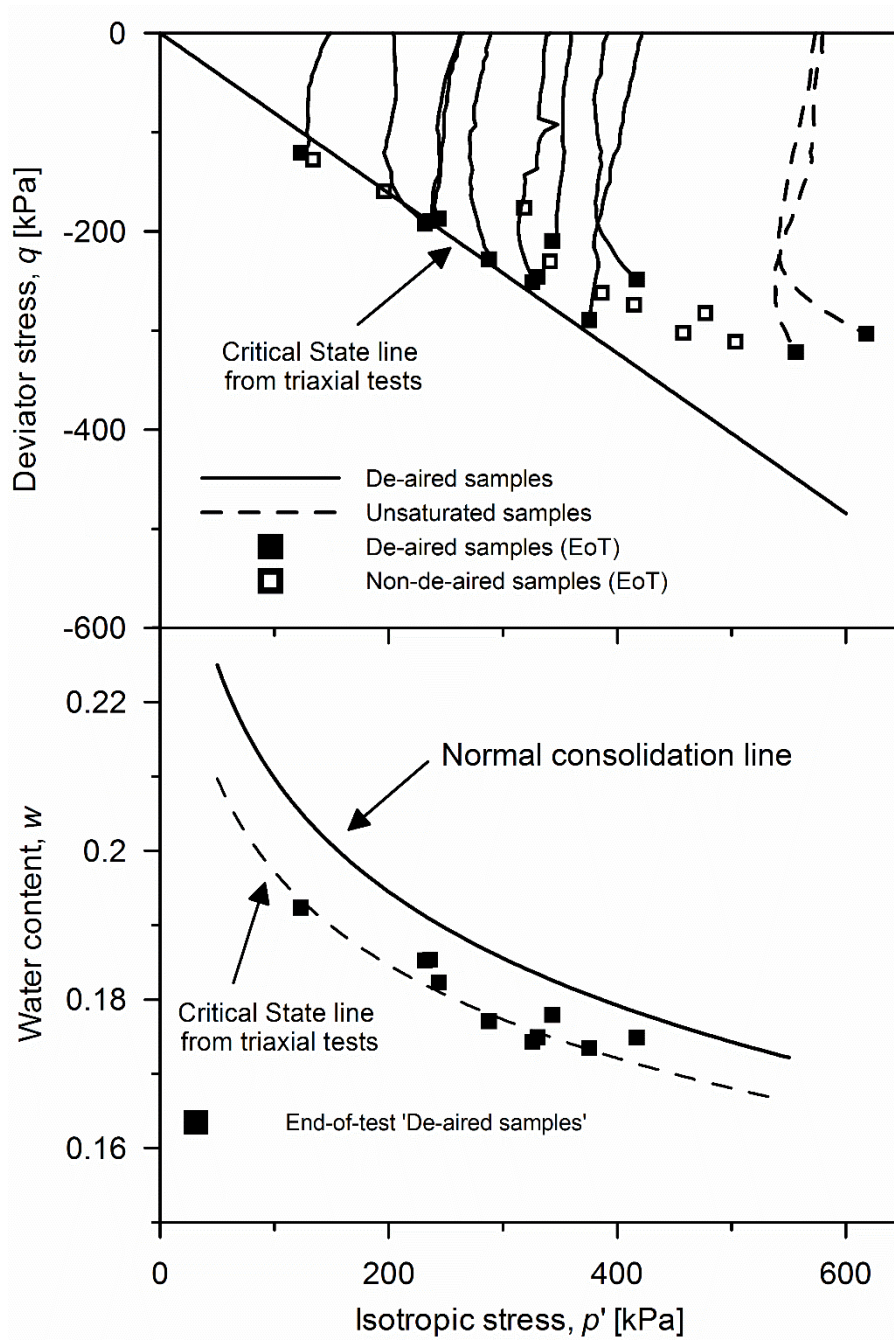 0
-200
-400
-600
Deviator stress, q [kPa]
Critical State line
from triaxial tests
De-aired samples
Unsaturated samples
De-aired samples (EoT)
Non-de-aired samples (EoT)
0.22
0.2
0.18
0.16
Water content, w
Normal consolidation line
Critical State line
from triaxial tests
End-of-test 'De-aired samples'
0 200 400 600
Isotropic stress, p' [kPa]